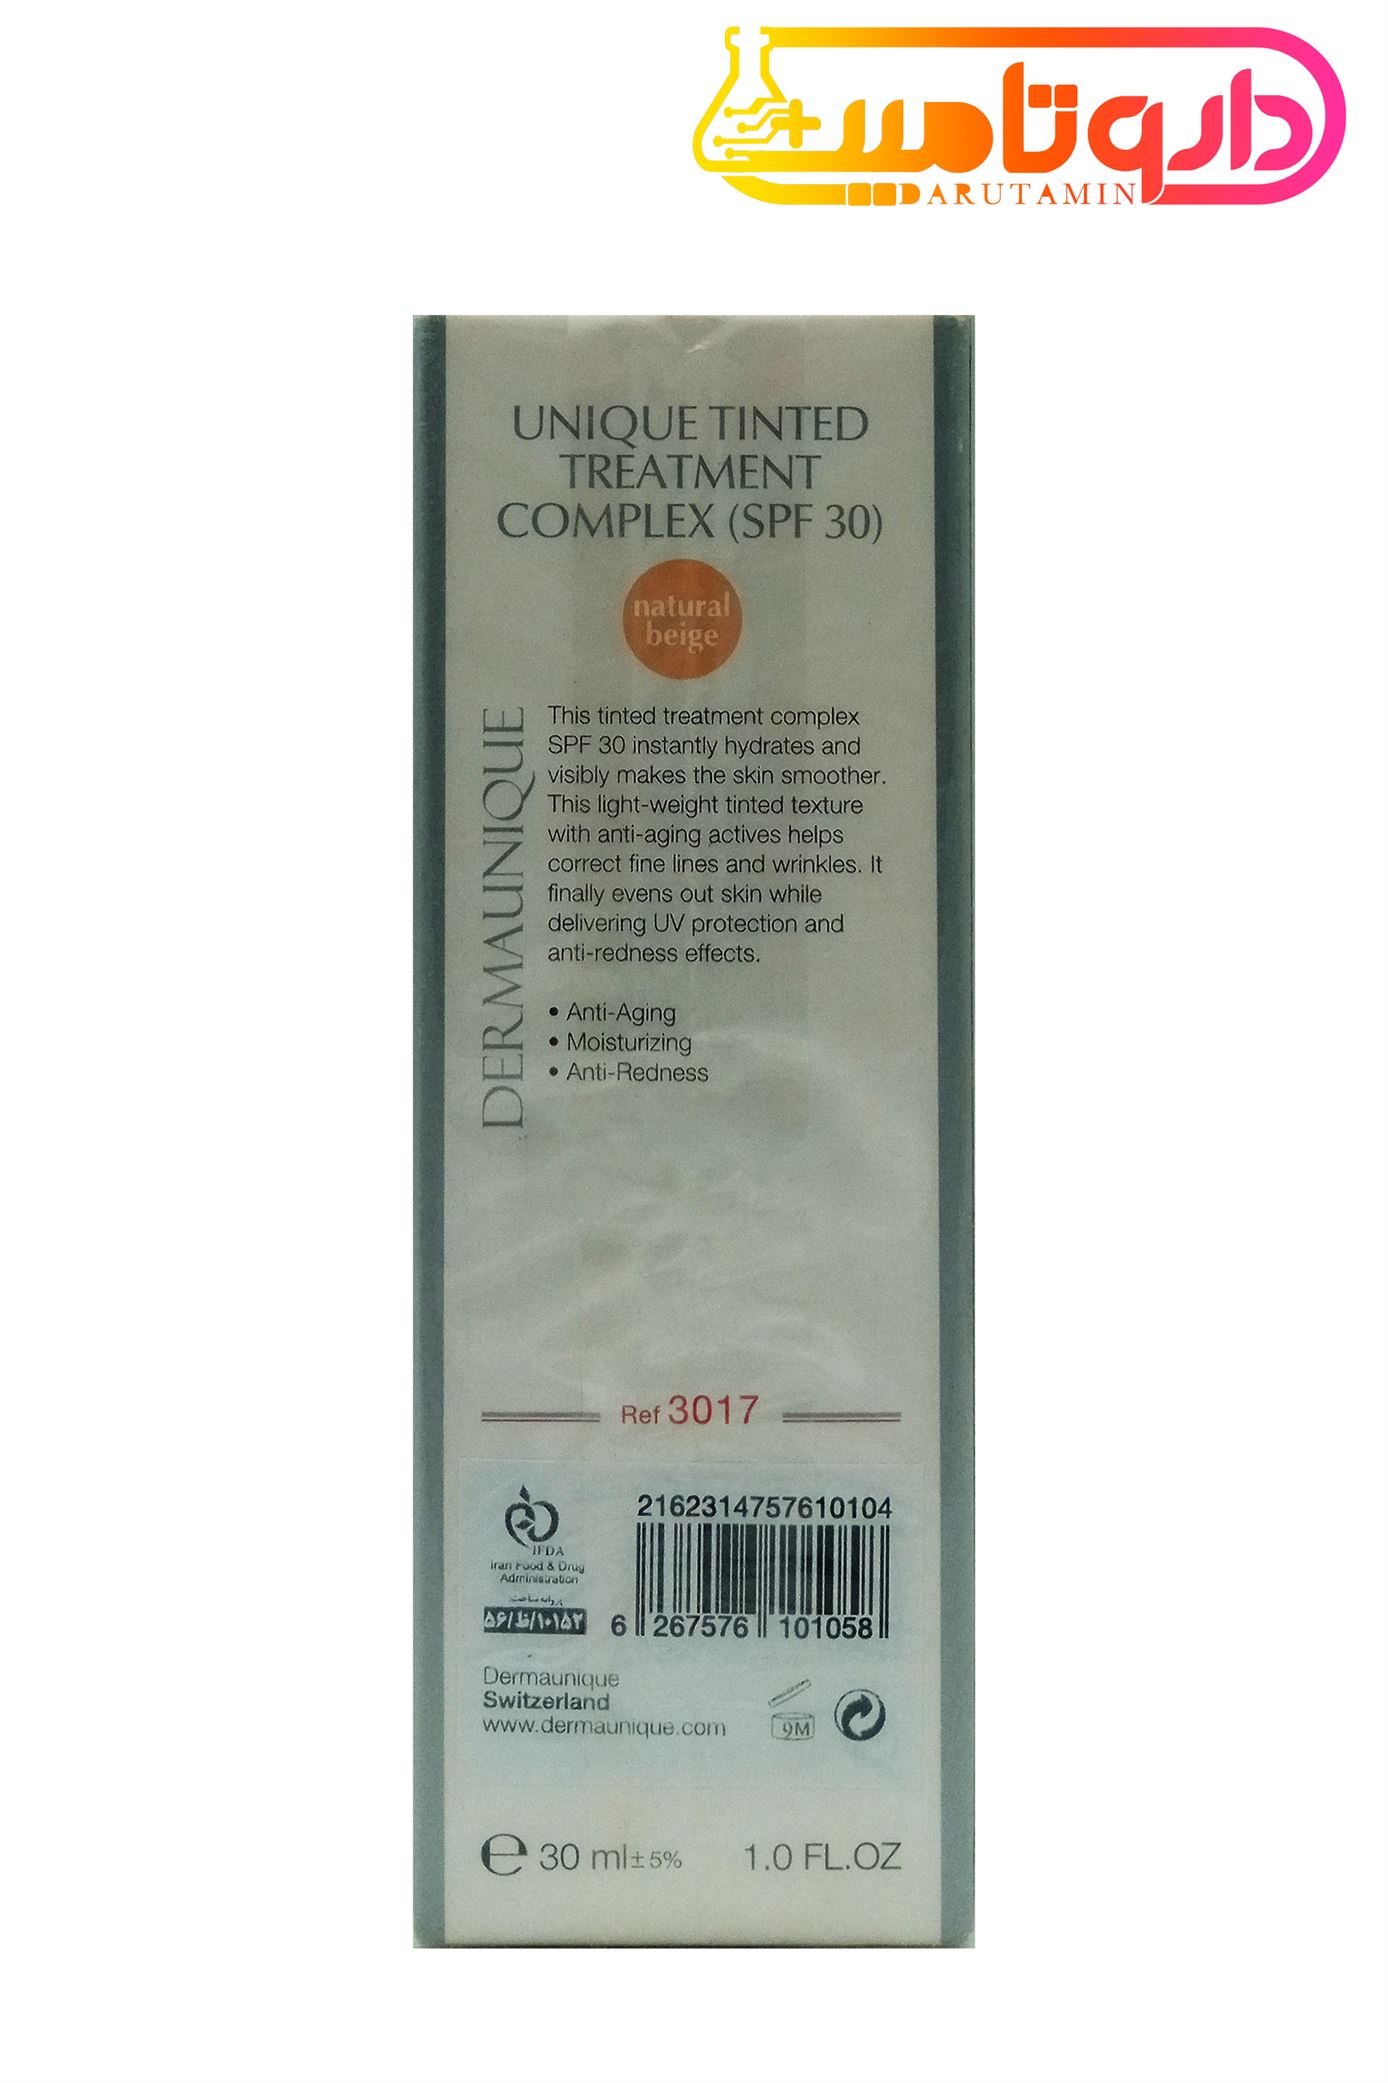 داروتامین
DARUTAMIN
UNIQUE TINTED
TREATMENT
COMPLEX (SPF 30)
natural
beige
DERMAUNIQUE
This tinted treatment complex
SPF 30 instantly hydrates and
visibly makes the skin smoother.
This light-weight tinted texture
with anti-aging actives helps
correct fine lines and wrinkles. It
finally evens out skin while
delivering UV protection and
anti-redness effects.
• Anti-Aging
• Moisturizing
• Anti-Redness
Ref 3017
2162314757610104
IFDA
Iran Food & Drug
Administration
پروانه ساخت:
۵۶/ظ/۱۰۱۵۲
6 267576 101058
Dermaunique
Switzerland
www.dermaunique.com
9M
e 30 ml±5% 1.0 FL.OZ